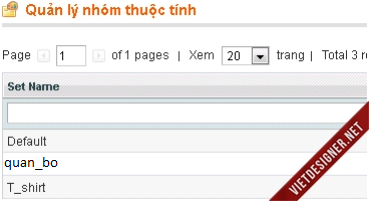 Quản lý nhóm thuộc tính
Page 1 of 1 pages | Xem 20 trang | Total 3 r
Set Name
Default
quan_bo
T_shirt
VIETDESIGNER.NET